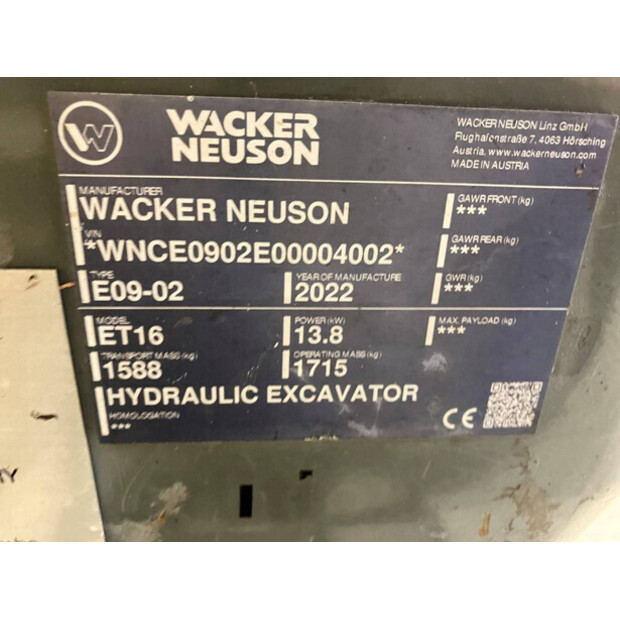 W
WACKER
NEUSON
WACKER NEUSON Linz GmbH
Flughafenstraße 7, 4063 Hörsching
Austria, www.wackerneuson.com
MADE IN AUSTRIA
MANUFACTURER
WACKER NEUSON
GAWR FRONT (kg)
***
VIN
*WNCE0902E00004002*
GAWR REAR (kg)
***
TYPE
E09-02
YEAR OF MANUFACTURE
2022
GWR (kg)
***
MODEL
ET16
POWER (kW)
13.8
MAX. PAYLOAD (kg)
***
TRANSPORT MASS (kg)
1588
OPERATING MASS (kg)
1715
HYDRAULIC EXCAVATOR
HOMOLOGATION
***
CE